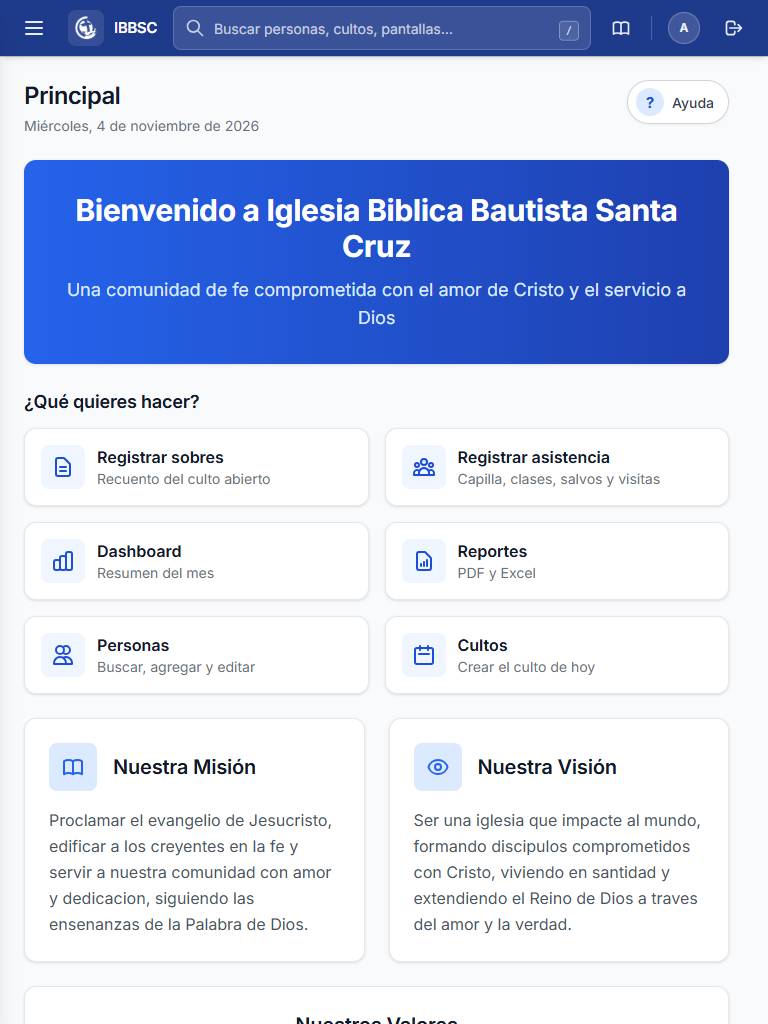 IBBSC
Buscar personas, cultos, pantallas...
/
A
Principal
Miércoles, 4 de noviembre de 2026
? Ayuda
Bienvenido a Iglesia Biblica Bautista Santa
Cruz
Una comunidad de fe comprometida con el amor de Cristo y el servicio a
Dios
¿Qué quieres hacer?
Registrar sobres
Recuento del culto abierto
Registrar asistencia
Capilla, clases, salvos y visitas
Dashboard
Resumen del mes
Reportes
PDF y Excel
Personas
Buscar, agregar y editar
Cultos
Crear el culto de hoy
Nuestra Misión
Proclamar el evangelio de Jesucristo,
edificar a los creyentes en la fe y
servir a nuestra comunidad con amor
y dedicacion, siguiendo las
ensenanzas de la Palabra de Dios.
Nuestra Visión
Ser una iglesia que impacte al mundo,
formando discipulos comprometidos
con Cristo, viviendo en santidad y
extendiendo el Reino de Dios a traves
del amor y la verdad.
Nuestros Valores